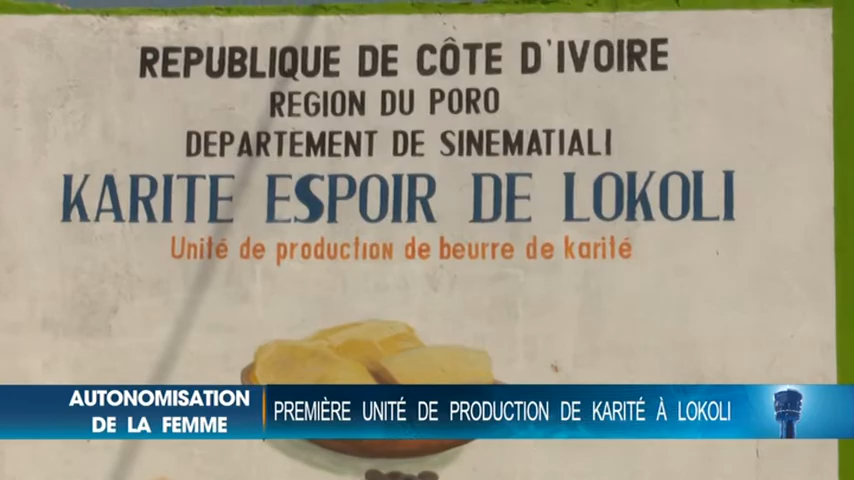 REPUBLIQUE DE CÔTE D'IVOIRE
REGION DU PORO
DEPARTEMENT DE SINEMATIALI
KARITE ESPOIR DE LOKOLI
Unité de production de beurre de karité
AUTONOMISATION
DE LA FEMME
PREMIÈRE UNITÉ DE PRODUCTION DE KARITÉ À LOKOLI